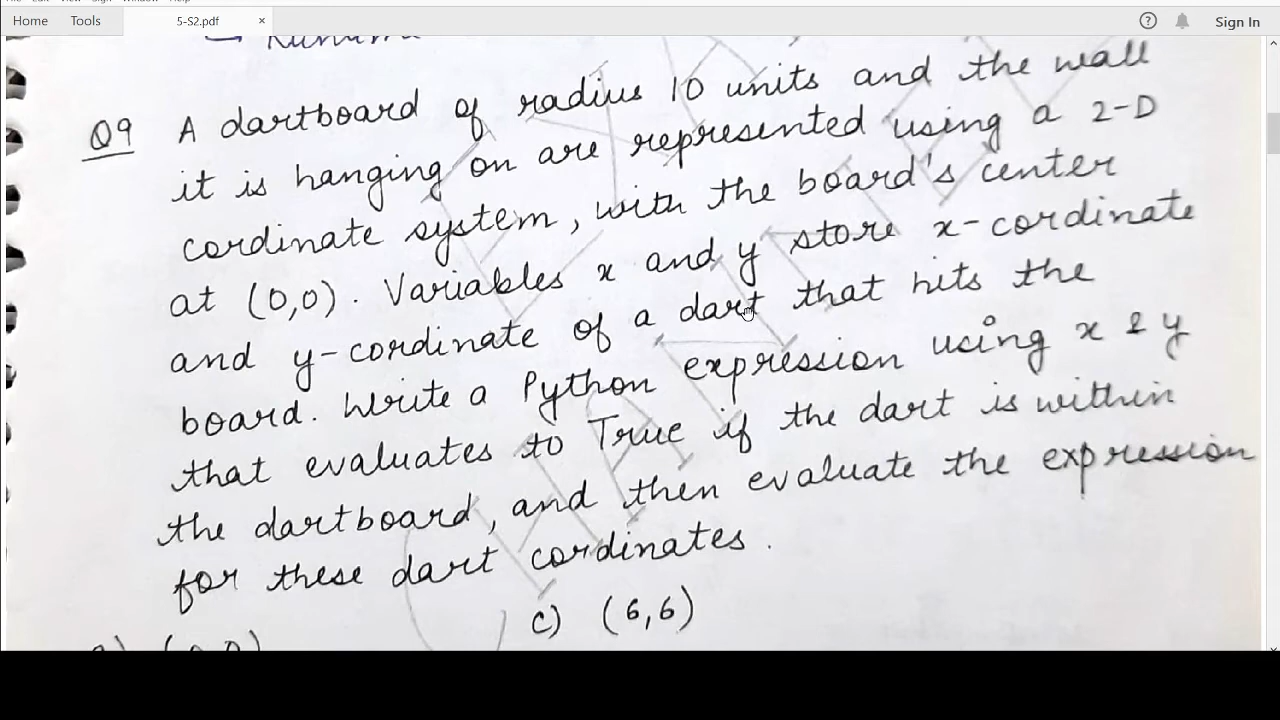 Home Tools 5-S2.pdf × ? Sign In
Q9 A dartboard of radius 10 units and the wall
it is hanging on are represented using a 2-D
cordinate system, with the board's center
at (0,0). Variables x and y store x-cordinate
and y-cordinate of a dart that hits the
board. Write a Python expression using x & y
that evaluates to True if the dart is within
the dartboard, and then evaluate the expression
for these dart cordinates.
c) (6,6)